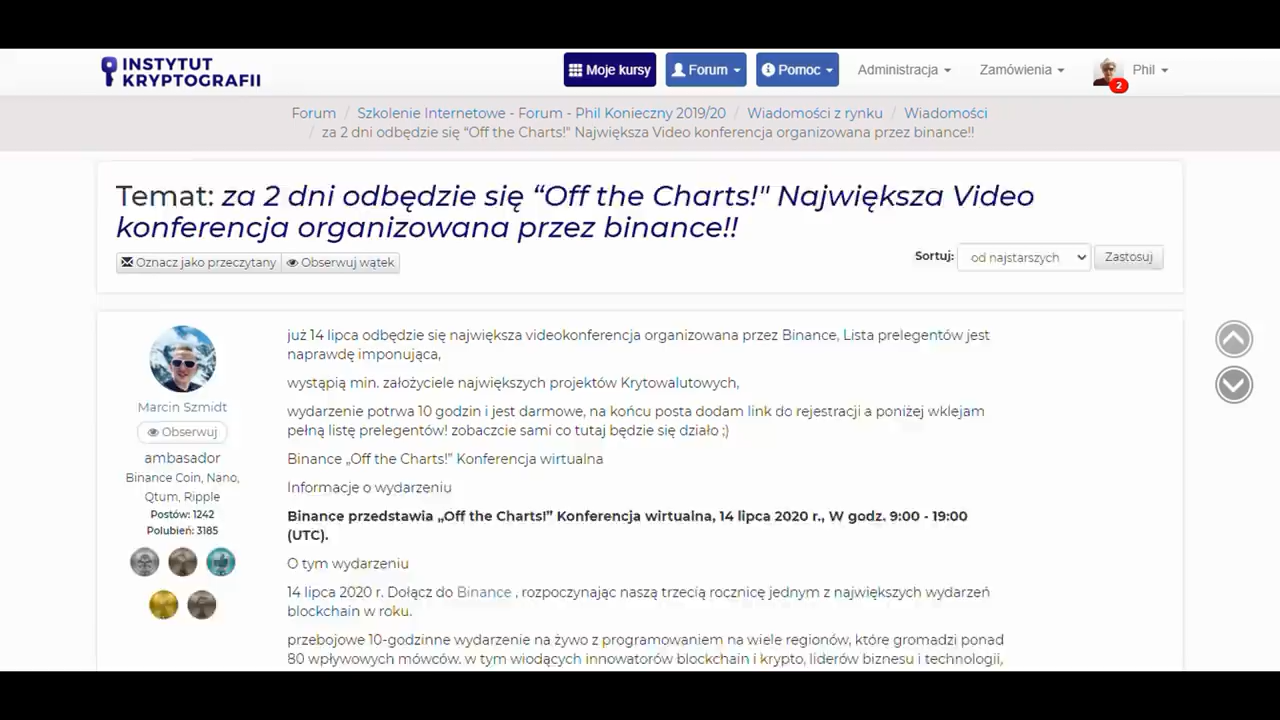 INSTYTUT
KRYPTOGRAFII
Moje kursy
Forum
Pomoc
Administracja
Zamówienia
Phil
2
Forum / Szkolenie Internetowe - Forum - Phil Konieczny 2019/20 / Wiadomości z rynku / Wiadomości
/ za 2 dni odbędzie się “Off the Charts!" Największa Video konferencja organizowana przez binance!!
Temat: za 2 dni odbędzie się “Off the Charts!" Największa Video
konferencja organizowana przez binance!!
Oznacz jako przeczytany
Obserwuj wątek
Sortuj:
od najstarszych
Zastosuj
Marcin Szmidt
Obserwuj
ambasador
Binance Coin, Nano,
Qtum, Ripple
Postów: 1242
Polubień: 3185
już 14 lipca odbędzie się największa videokonferencja organizowana przez Binance, Lista prelegentów jest
naprawdę imponująca,
wystąpią min. założyciele największych projektów Krytowalutowych,
wydarzenie potrwa 10 godzin i jest darmowe, na końcu posta dodam link do rejestracji a poniżej wklejam
pełną listę prelegentów! zobaczcie sami co tutaj będzie się działo ;)
Binance „Off the Charts!” Konferencja wirtualna
Informacje o wydarzeniu
Binance przedstawia „Off the Charts!” Konferencja wirtualna, 14 lipca 2020 r., W godz. 9:00 - 19:00
(UTC).
O tym wydarzeniu
14 lipca 2020 r. Dołącz do Binance , rozpoczynając naszą trzecią rocznicę jednym z największych wydarzeń
blockchain w roku.
przebojowe 10-godzinne wydarzenie na żywo z programowaniem na wiele regionów, które gromadzi ponad
80 wpływowych mówców. w tym wiodących innowatorów blockchain i krypto, liderów biznesu i technologii,